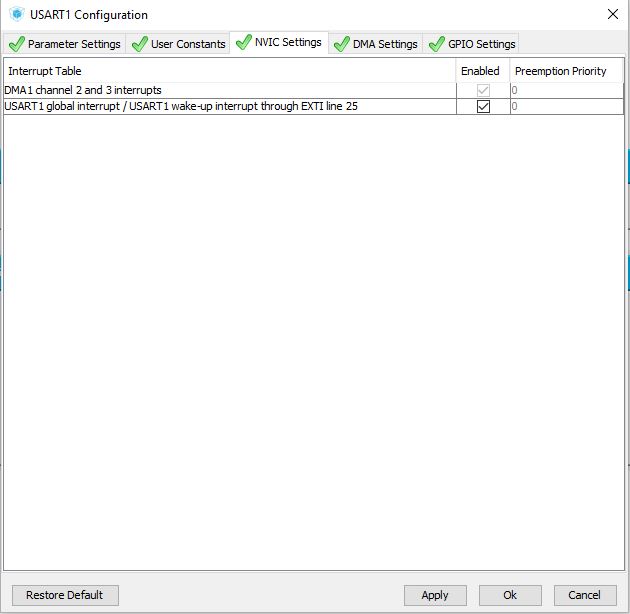 USART1 Configuration
Parameter Settings User Constants NVIC Settings DMA Settings GPIO Settings
Interrupt Table Enabled Preemption Priority
DMA1 channel 2 and 3 interrupts 0
USART1 global interrupt / USART1 wake-up interrupt through EXTI line 25 0
Restore Default Apply Ok Cancel